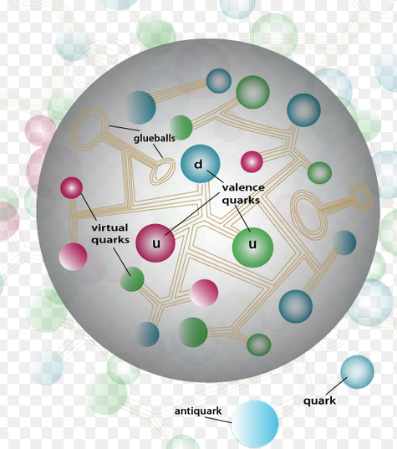 glueballs
d
valence
quarks
virtual
quarks
u
u
quark
antiquark